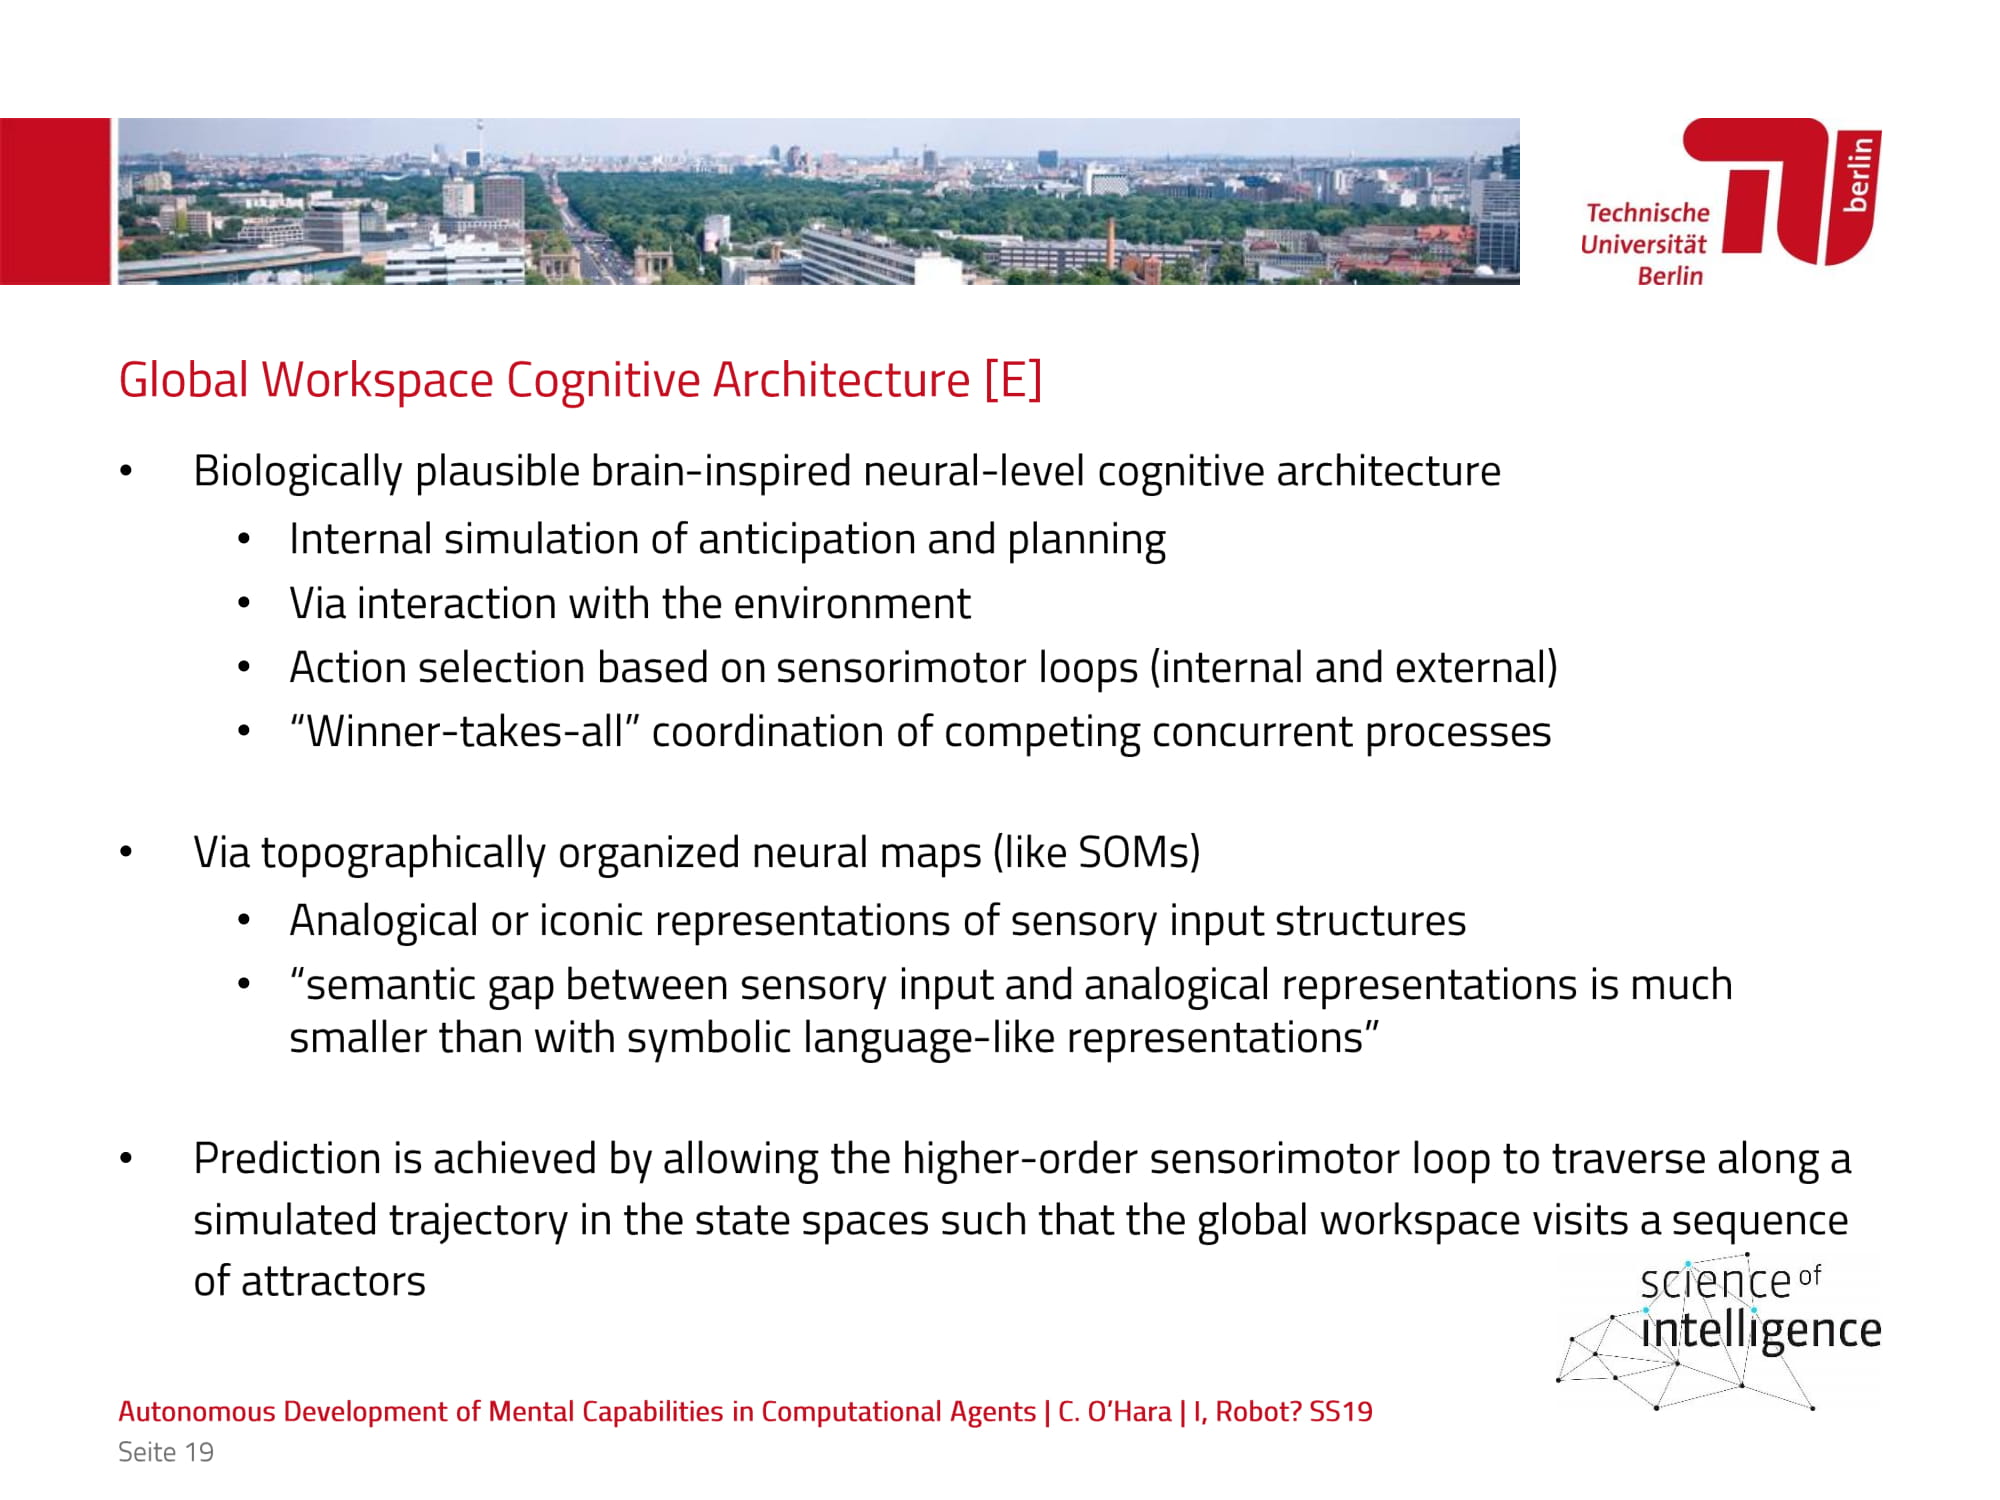 berlin
Technische
Universität
Berlin
Global Workspace Cognitive Architecture [E]
• Biologically plausible brain-inspired neural-level cognitive architecture
• Internal simulation of anticipation and planning
• Via interaction with the environment
• Action selection based on sensorimotor loops (internal and external)
• “Winner-takes-all” coordination of competing concurrent processes
• Via topographically organized neural maps (like SOMs)
• Analogical or iconic representations of sensory input structures
• “semantic gap between sensory input and analogical representations is much
smaller than with symbolic language-like representations”
• Prediction is achieved by allowing the higher-order sensorimotor loop to traverse along a
simulated trajectory in the state spaces such that the global workspace visits a sequence
of attractors
science of
intelligence
Autonomous Development of Mental Capabilities in Computational Agents | C. O’Hara | I, Robot? SS19
Seite 19